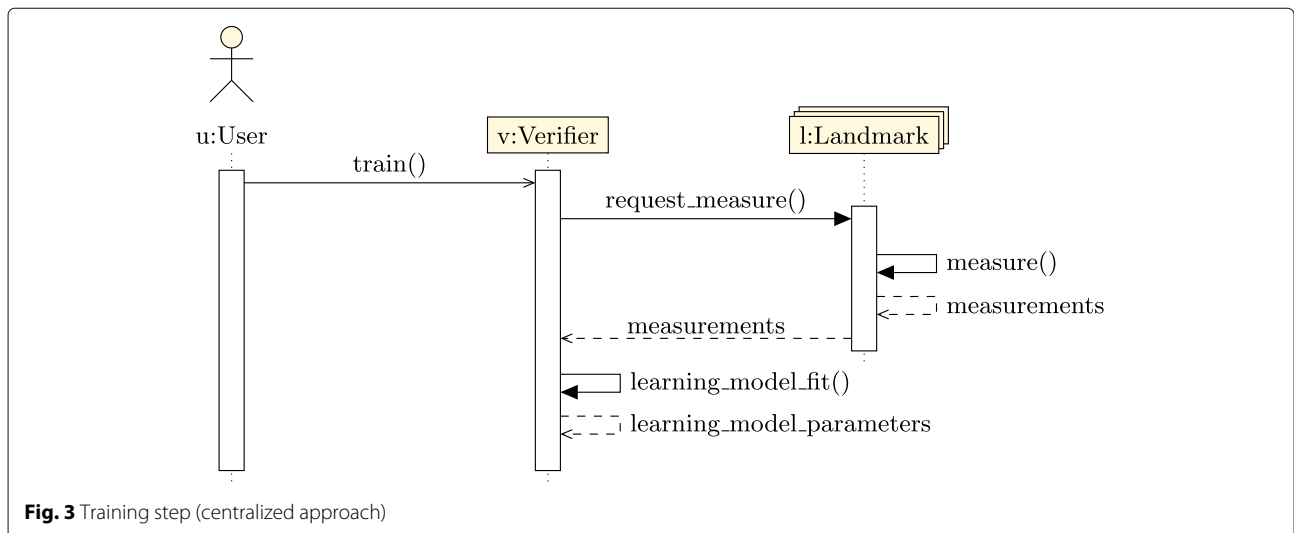 u:User
v:Verifier
l:Landmark
train()
request_measure()
measure()
measurements
measurements
learning_model_fit()
learning_model_parameters
Fig. 3 Training step (centralized approach)